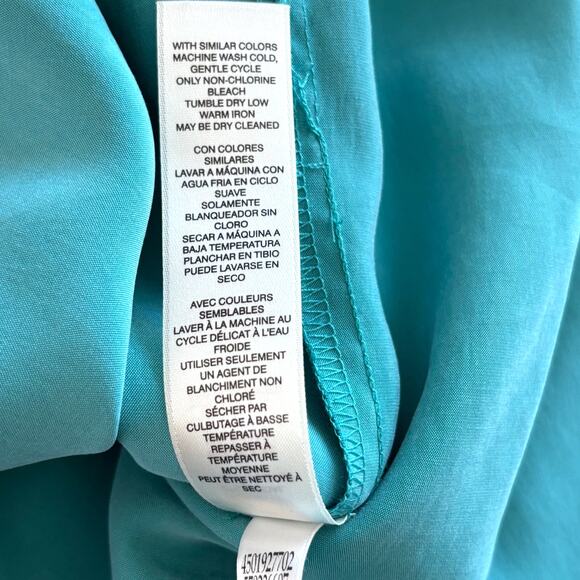 WITH SIMILAR COLORS
MACHINE WASH COLD,
GENTLE CYCLE
ONLY NON-CHLORINE
BLEACH
TUMBLE DRY LOW
WARM IRON
MAY BE DRY CLEANED
CON COLORES
SIMILARES
LAVAR A MÁQUINA CON
AGUA FRIA EN CICLO
SUAVE
SOLAMENTE
BLANQUEADOR SIN
CLORO
SECAR A MÁQUINA A
BAJA TEMPERATURA
PLANCHAR EN TIBIO
PUEDE LAVARSE EN
SECO
AVEC COULEURS
SEMBLABLES
LAVER À LA MACHINE AU
CYCLE DÉLICAT À L'EAU
FROIDE
UTILISER SEULEMENT
UN AGENT DE
BLANCHIMENT NON
CHLORÉ
SÉCHER PAR
CULBUTAGE À BASSE
TEMPÉRATURE
REPASSER À
TEMPÉRATURE
MOYENNE
PEUT ÊTRE NETTOYÉ À
SEC
4501927702